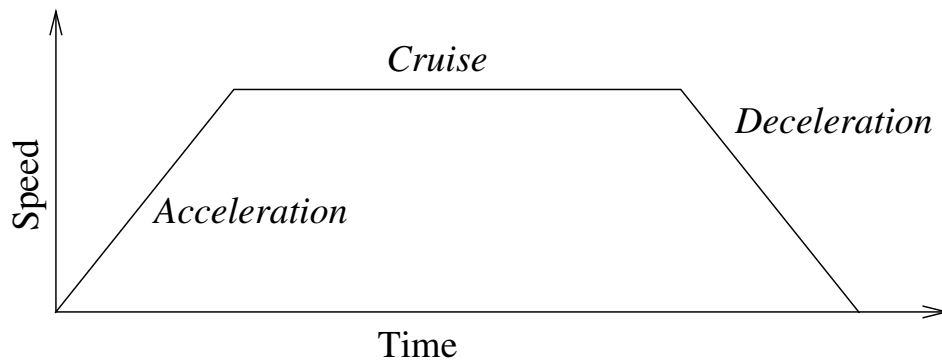 Cruise
Deceleration
Speed
Acceleration
Time